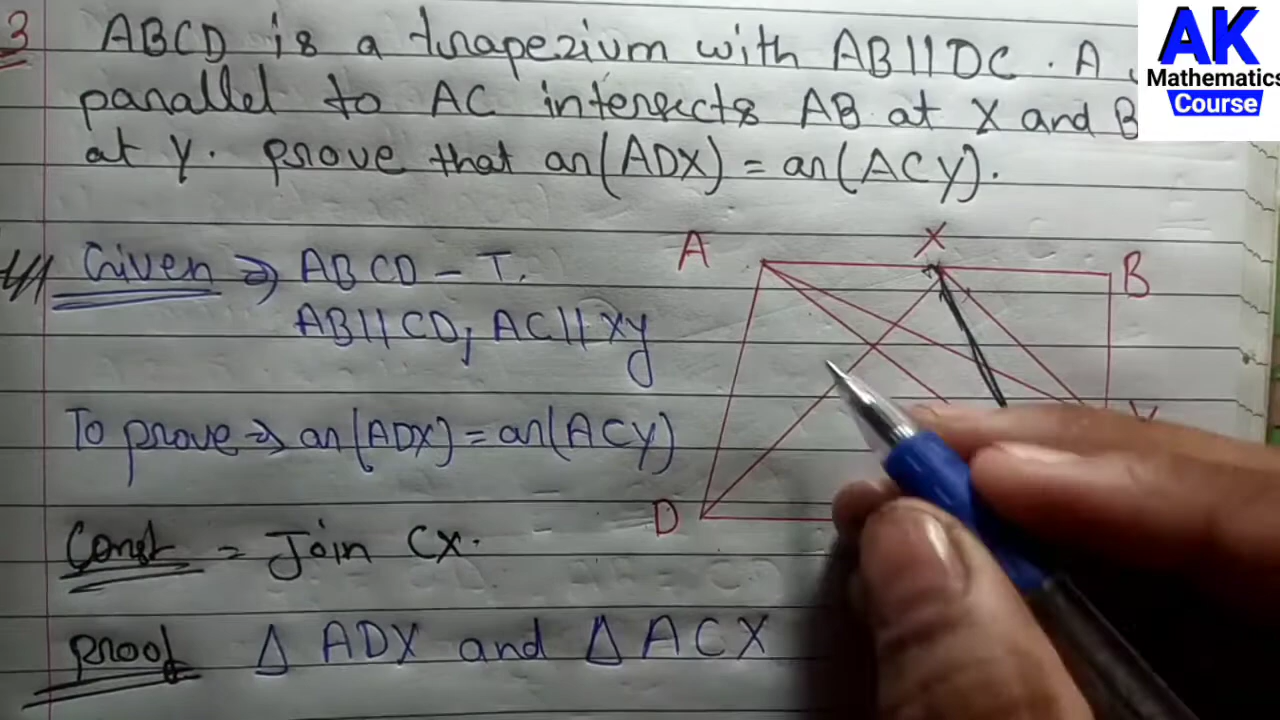 3 ABCD is a trapezium with AB || DC. A
parallel to AC intersects AB at X and B
at Y. prove that ar(ADX) = ar(ACY).
AK
Mathematics
Course
Given ⇒ ABCD - T.
AB || CD, AC || XY
To prove ⇒ ar(ADX) = ar(ACY)
Const = Join CX.
proof Δ ADX and Δ ACX
A X B
D